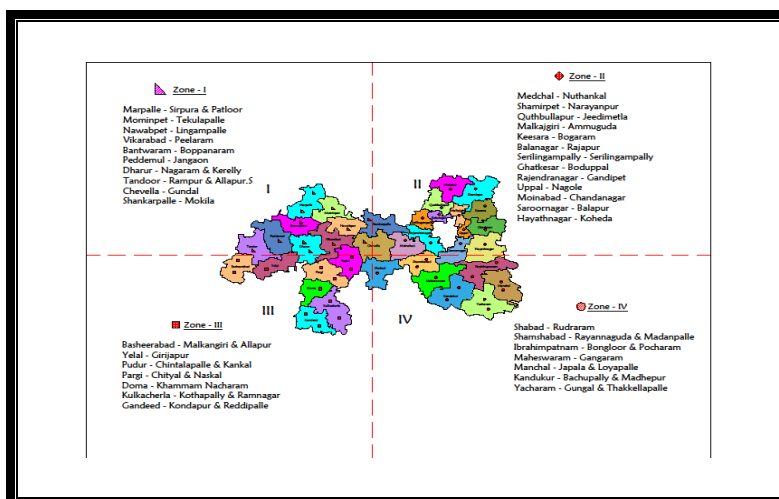 Zone - I
Marpalle - Sirpura & Patloor
Mominpet - Tekulapalle
Nawabpet - Lingampalle
Vikarabad - Peelaram
Bantwaram - Boppanaram
Peddemul - Jangaon
Dharur - Nagaram & Kerelly
Tandoor - Rampur & Allapur.S
Chevella - Gundal
Shankarpalle - Mokila
Zone - II
Medchal - Nuthankal
Shamirpet - Narayanpur
Quthbullapur - Jeedimetla
Malkajgiri - Ammuguda
Keesara - Bogaram
Balanagar - Rajapur
Serilingampally - Serilingampally
Ghatkesar - Boduppal
Rajendranagar - Gandipet
Uppal - Nagole
Moinabad - Chandanagar
Saroornagar - Balapur
Hayathnagar - Koheda
I
II
III
IV
Zone - III
Basheerabad - Malkangiri & Allapur
Yelal - Girijapur
Pudur - Chintalapalle & Kankal
Pargi - Chityal & Naskal
Doma - Khammam Nacharam
Kulkacherla - Kothapally & Ramnagar
Gandeed - Kondapur & Reddipalle
Zone - IV
Shabad - Rudraram
Shamshabad - Rayannaguda & Madanpalle
Ibrahimpatnam - Bongloor & Pocharam
Maheswaram - Gangaram
Manchal - Japala & Loyapalle
Kandukur - Bachupally & Madhepur
Yacharam - Gungal & Thakkellapalle